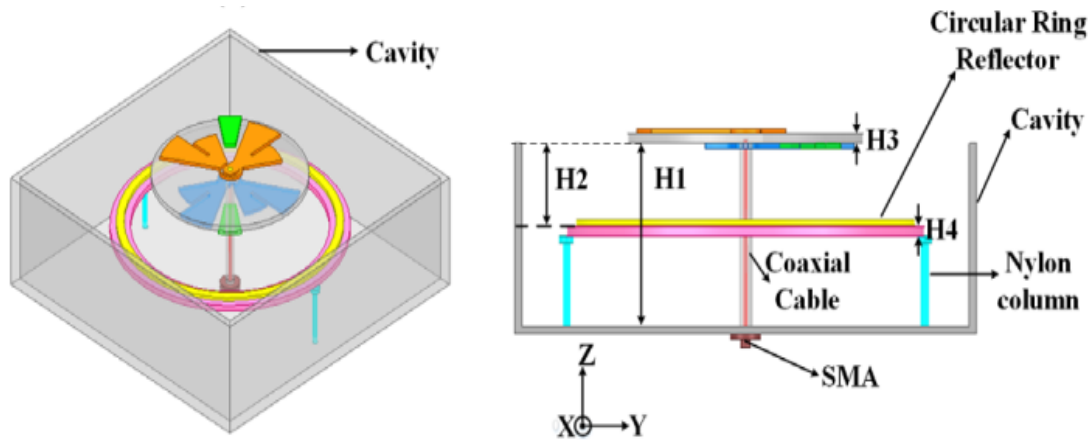 Cavity
Circular Ring
Reflector
Cavity
H3
H2
H1
H4
Coaxial
Cable
Nylon
column
SMA
Z
X
Y